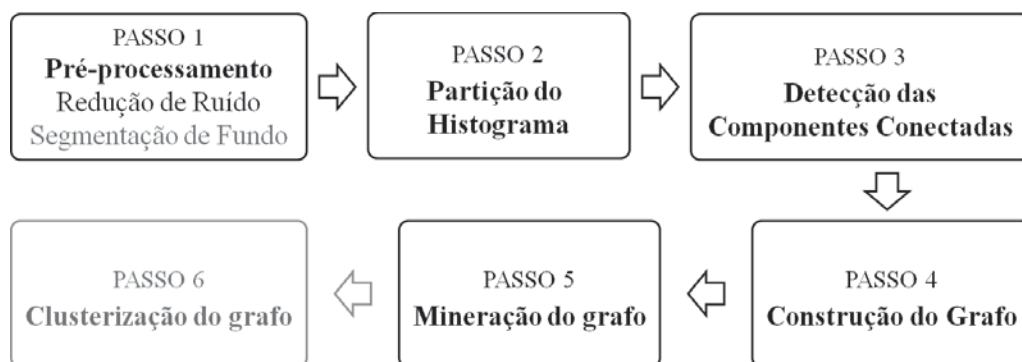 PASSO 1
Pré-processamento
Redução de Ruído
Segmentação de Fundo
PASSO 2
Partição do
Histograma
PASSO 3
Detecção das
Componentes Conectadas
PASSO 4
Construção do Grafo
PASSO 5
Mineração do grafo
PASSO 6
Clusterização do grafo